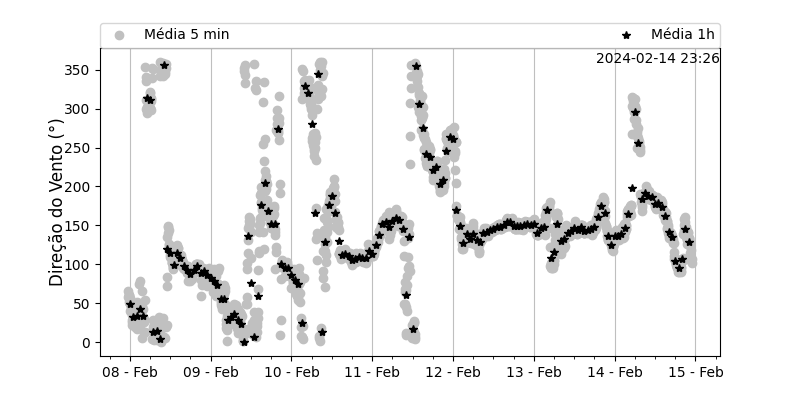 Média 5 min
Média 1h
2024-02-14 23:26
Direção do Vento (°)
350
300
250
200
150
100
50
0
08 - Feb
09 - Feb
10 - Feb
11 - Feb
12 - Feb
13 - Feb
14 - Feb
15 - Feb